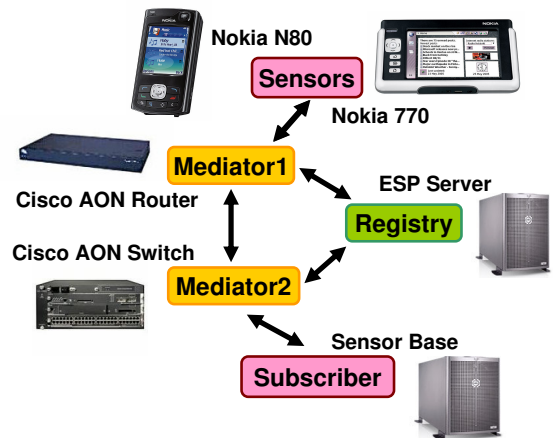 Nokia N80
Sensors
NOKIA
Nokia 770
Mediator1
Cisco AON Router
ESP Server
Registry
Cisco AON Switch
Mediator2
Sensor Base
Subscriber